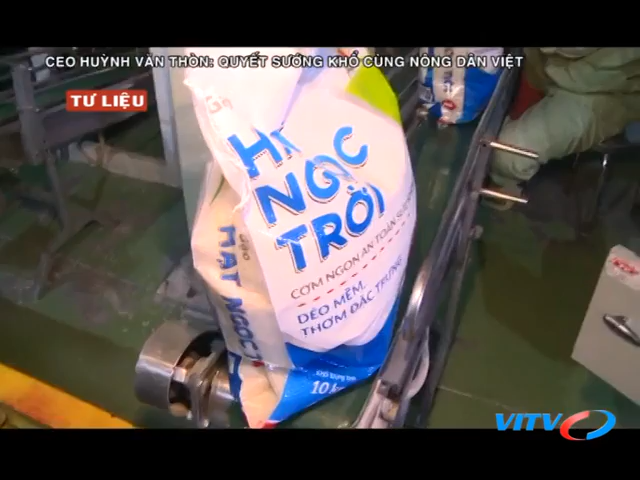 CEO HUỲNH VĂN THÒN: QUYẾT SƯỚNG KHỔ CÙNG NÔNG DÂN VIỆT
TƯ LIỆU
NGỌC
TRỜI
CƠM NGON AN TOÀN
DẺO MỀM,
THƠM ĐẶC TRƯNG
HẠT NGỌC
10
VITV